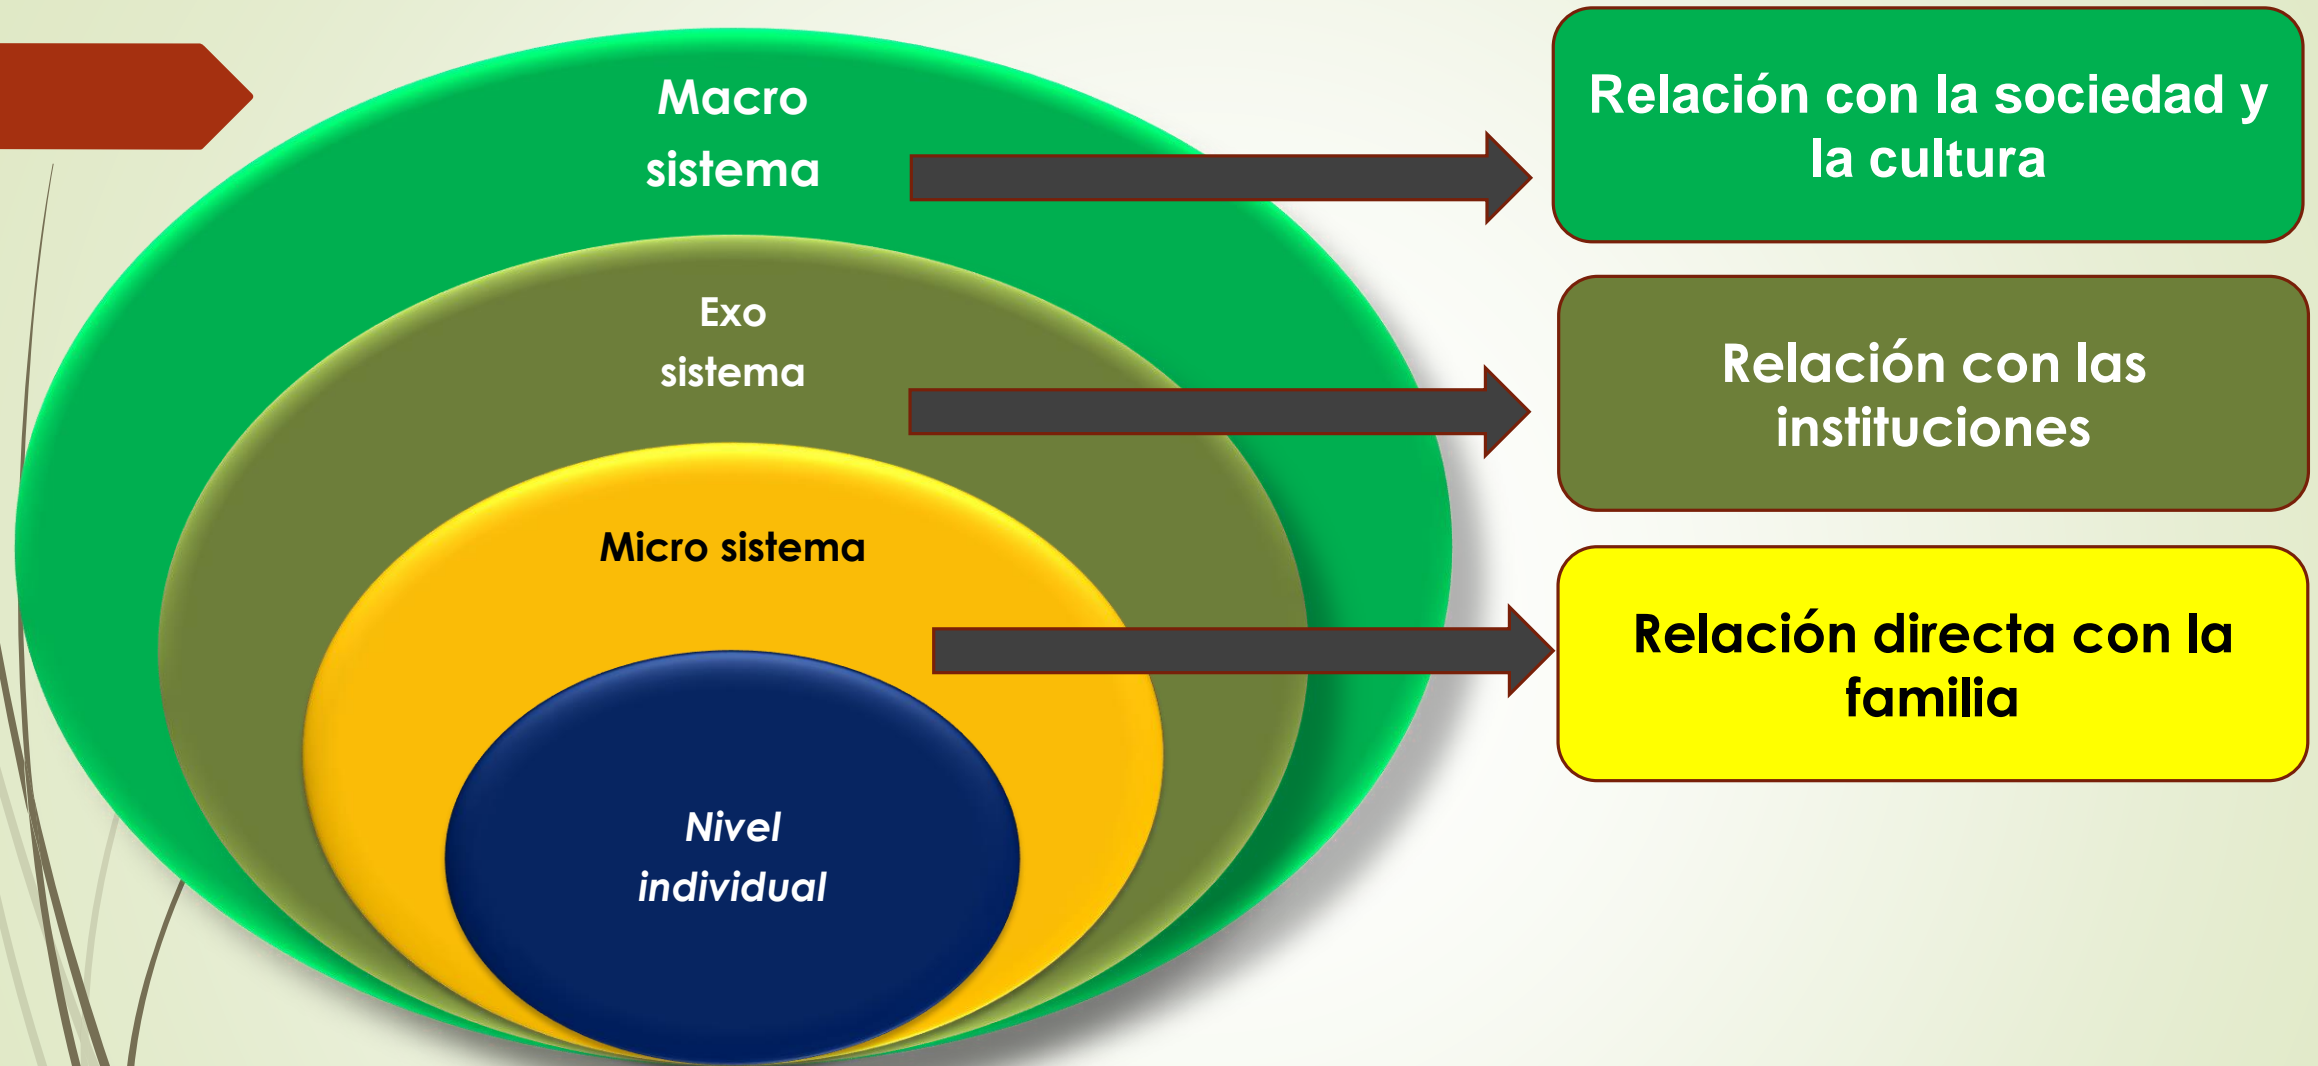 Macro
sistema
Relación con la sociedad y
la cultura
Exo
sistema
Relación con las
instituciones
Micro sistema
Relación directa con la
familia
Nivel
individual